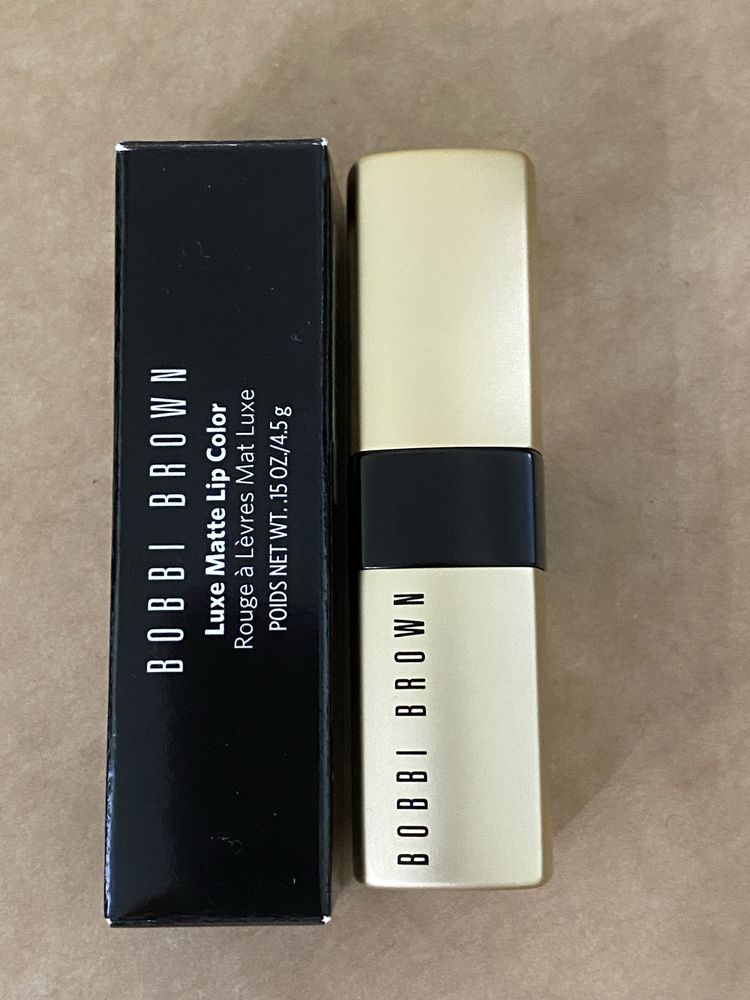 BOBBI BROWN
Luxe Matte Lip Color
Rouge à Lèvres Mat Luxe
POIDS NET WT. .15 OZ./4.5 g
BOBBI BROWN